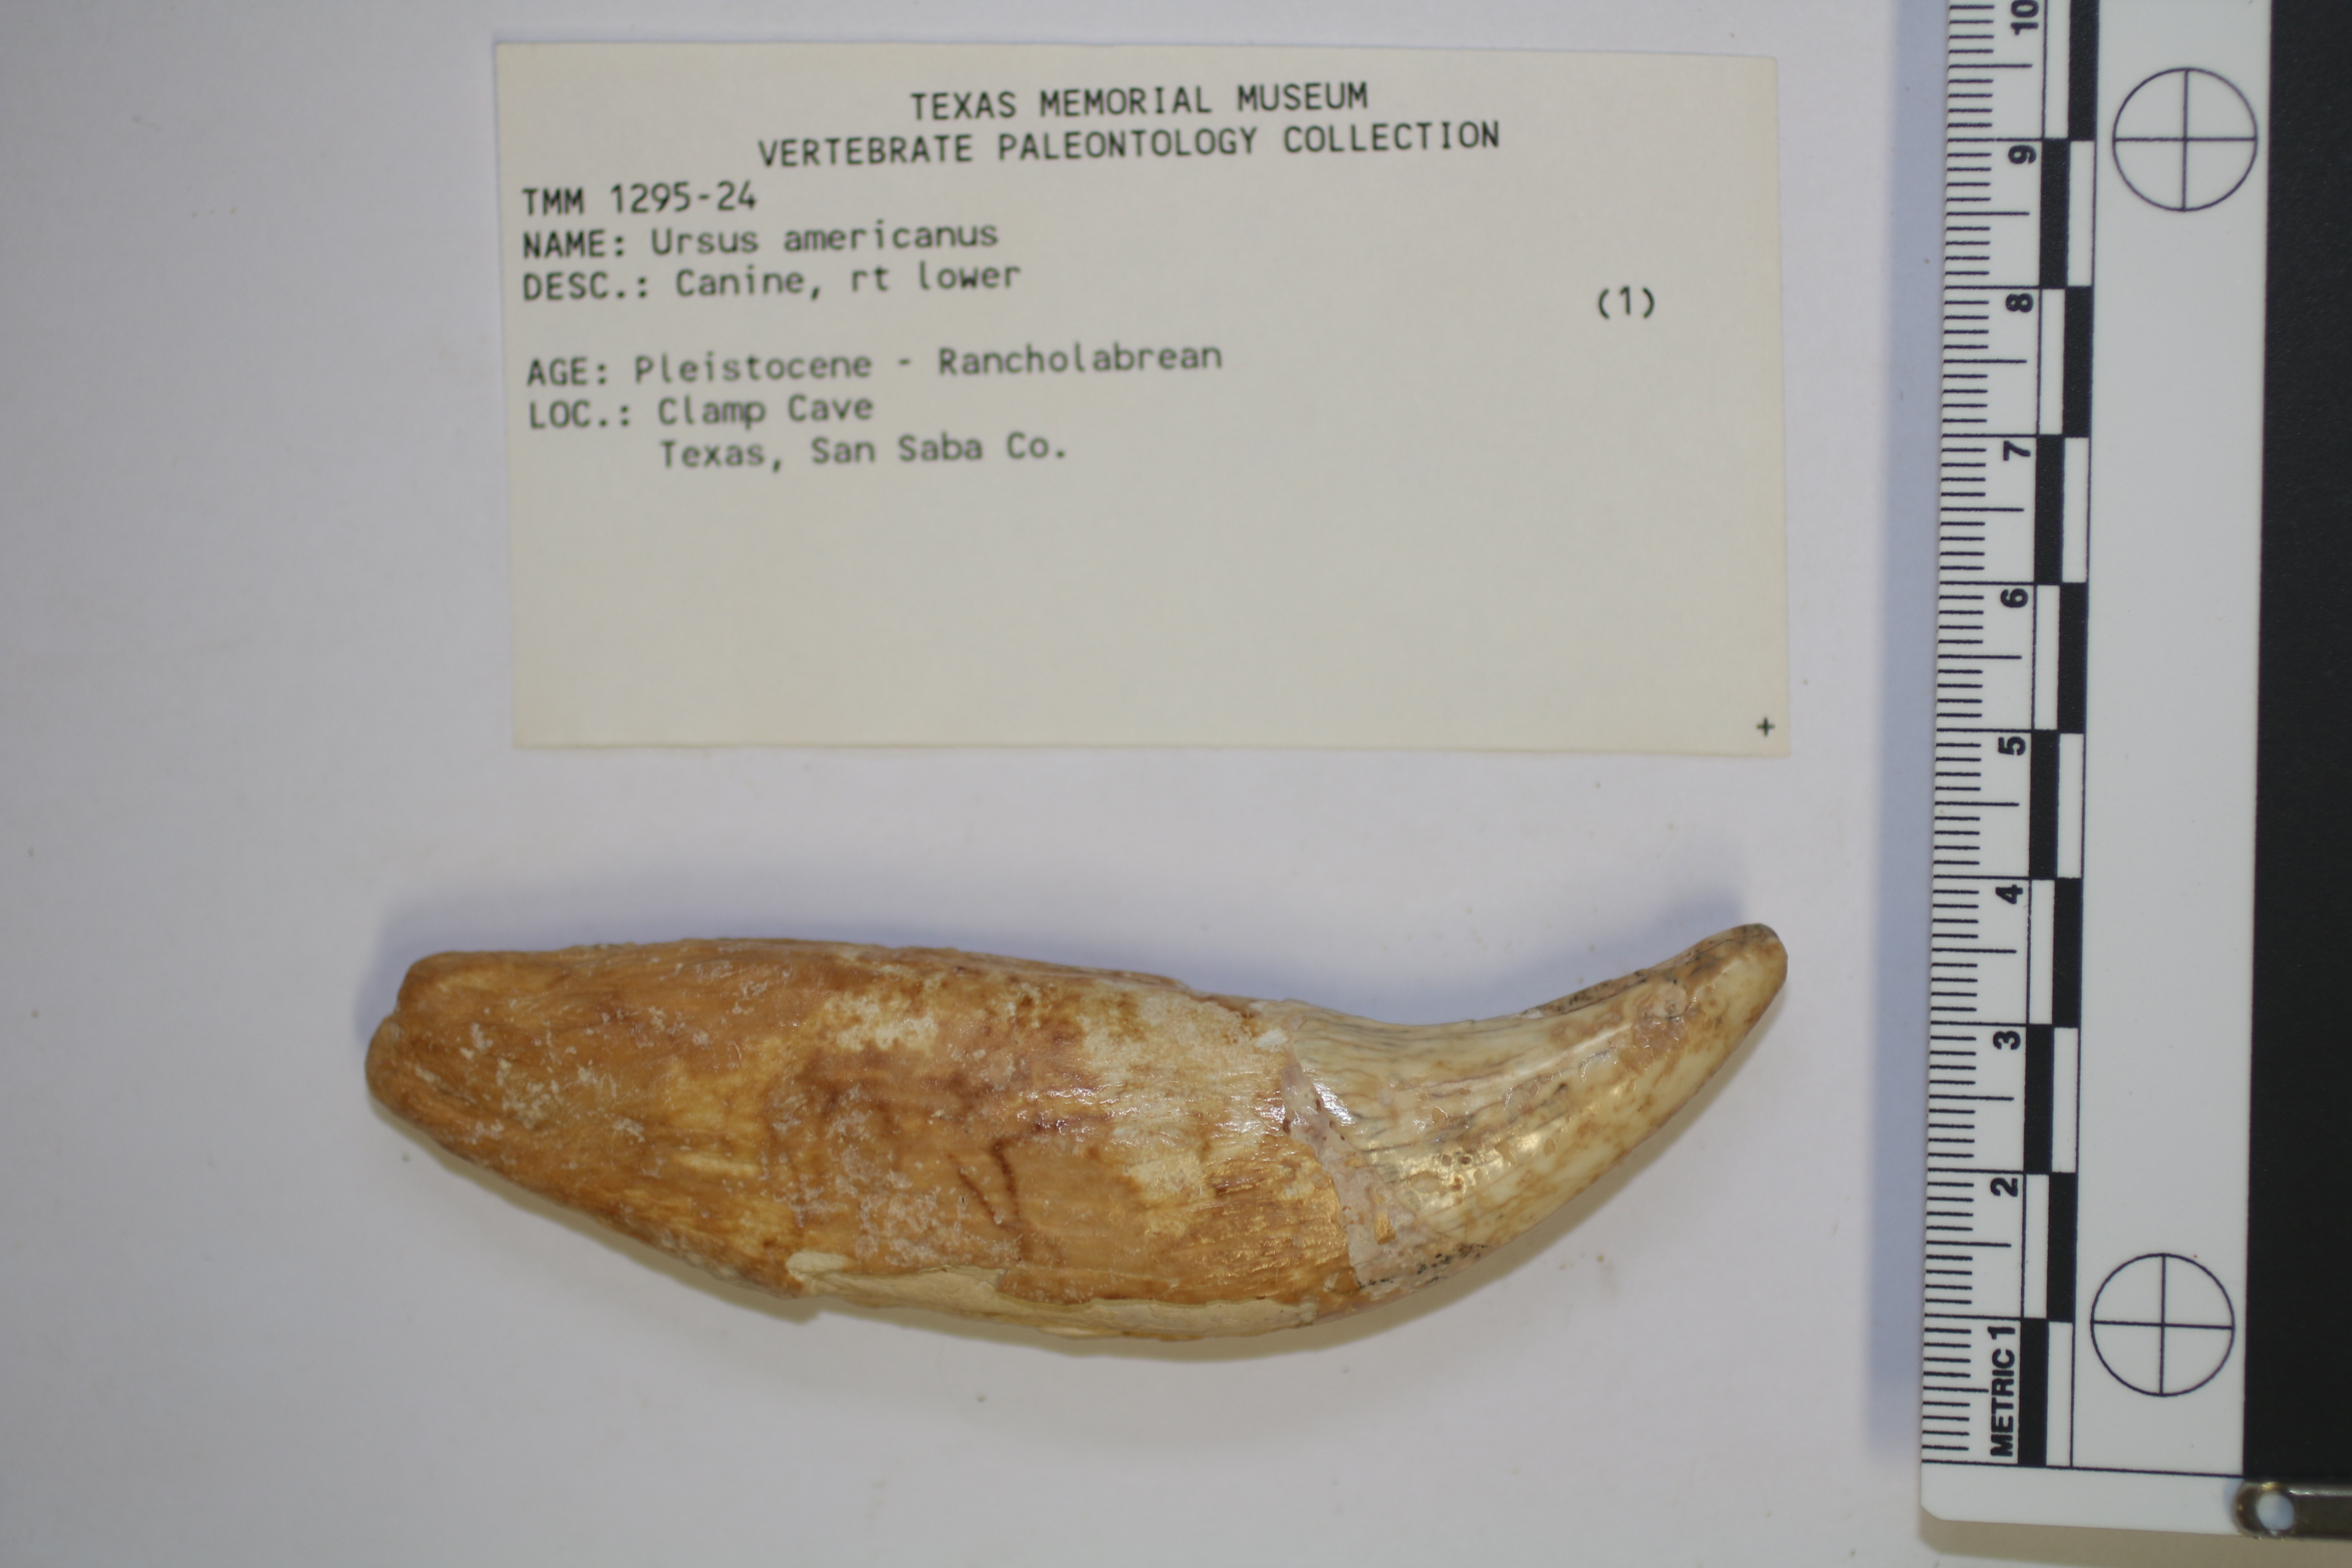 TEXAS MEMORIAL MUSEUM
VERTEBRATE PALEONTOLOGY COLLECTION
TMM 1295-24
NAME: Ursus americanus
DESC.: Canine, rt lower (1)
AGE: Pleistocene - Rancholabrean
LOC.: Clamp Cave
Texas, San Saba Co.
+
METRIC 1 2 3 4 5 6 7 8 9 10